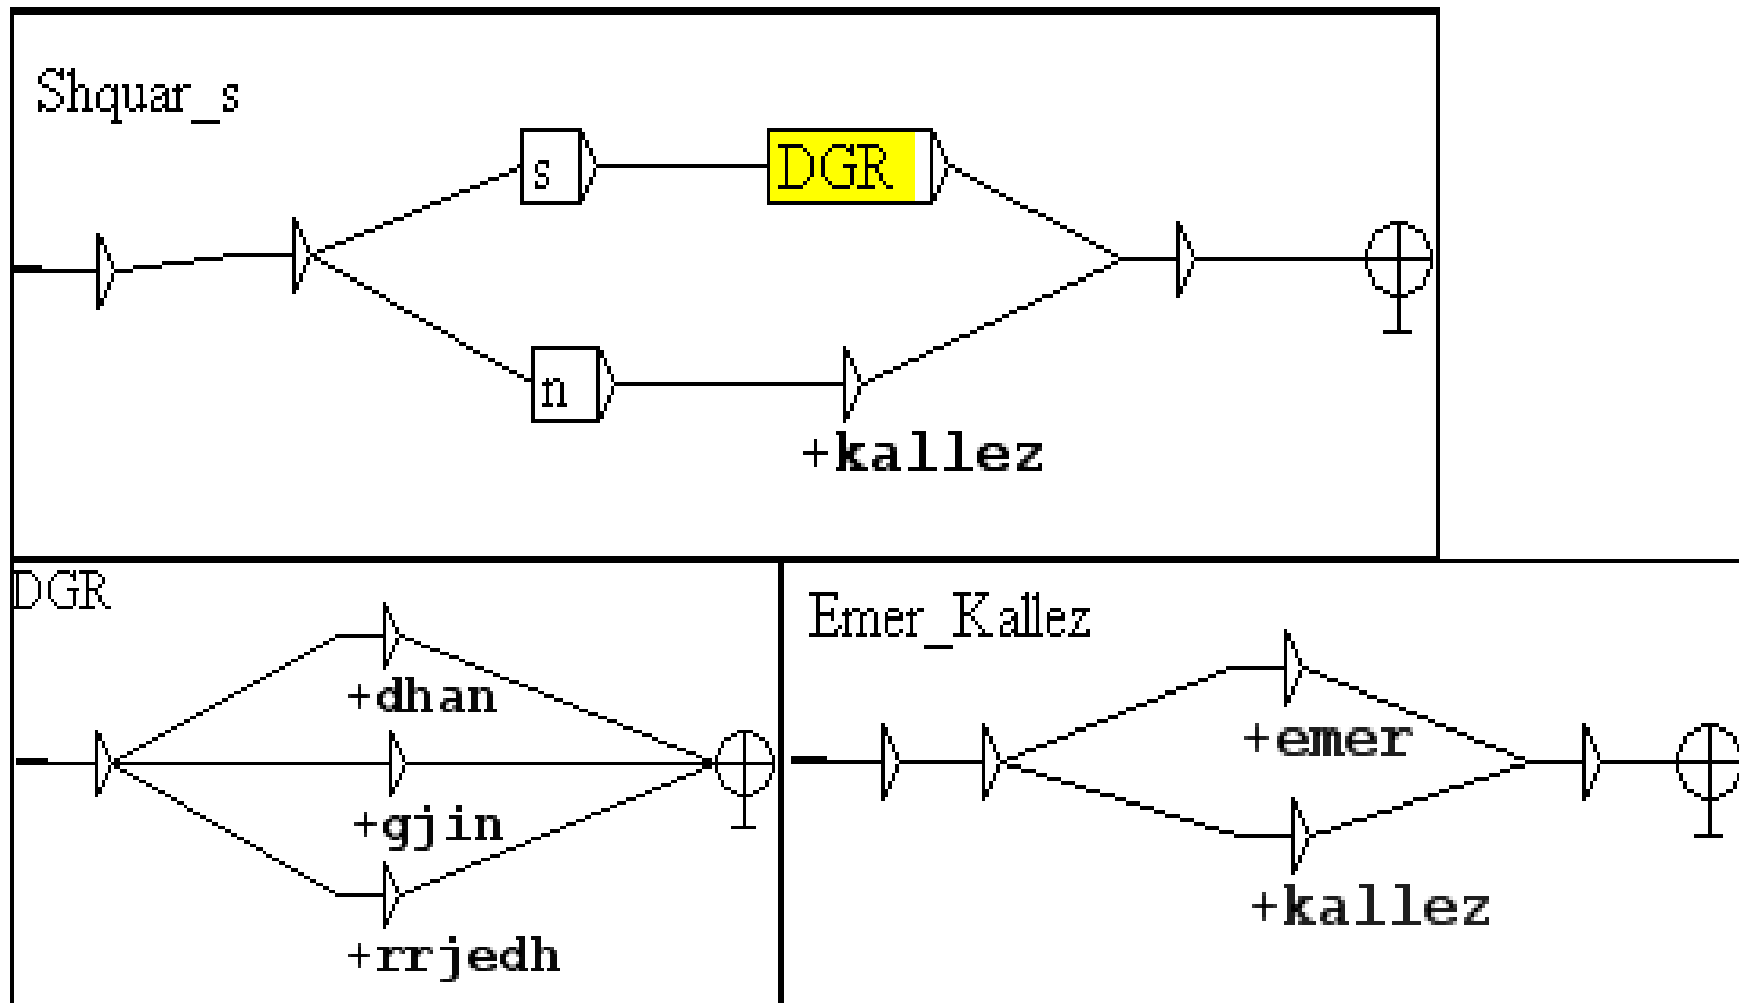 Shquar_s
s
DGR
n
+kallez
DGR
+dhan
+gjin
+rrjedh
Emer_Kallez
+emer
+kallez